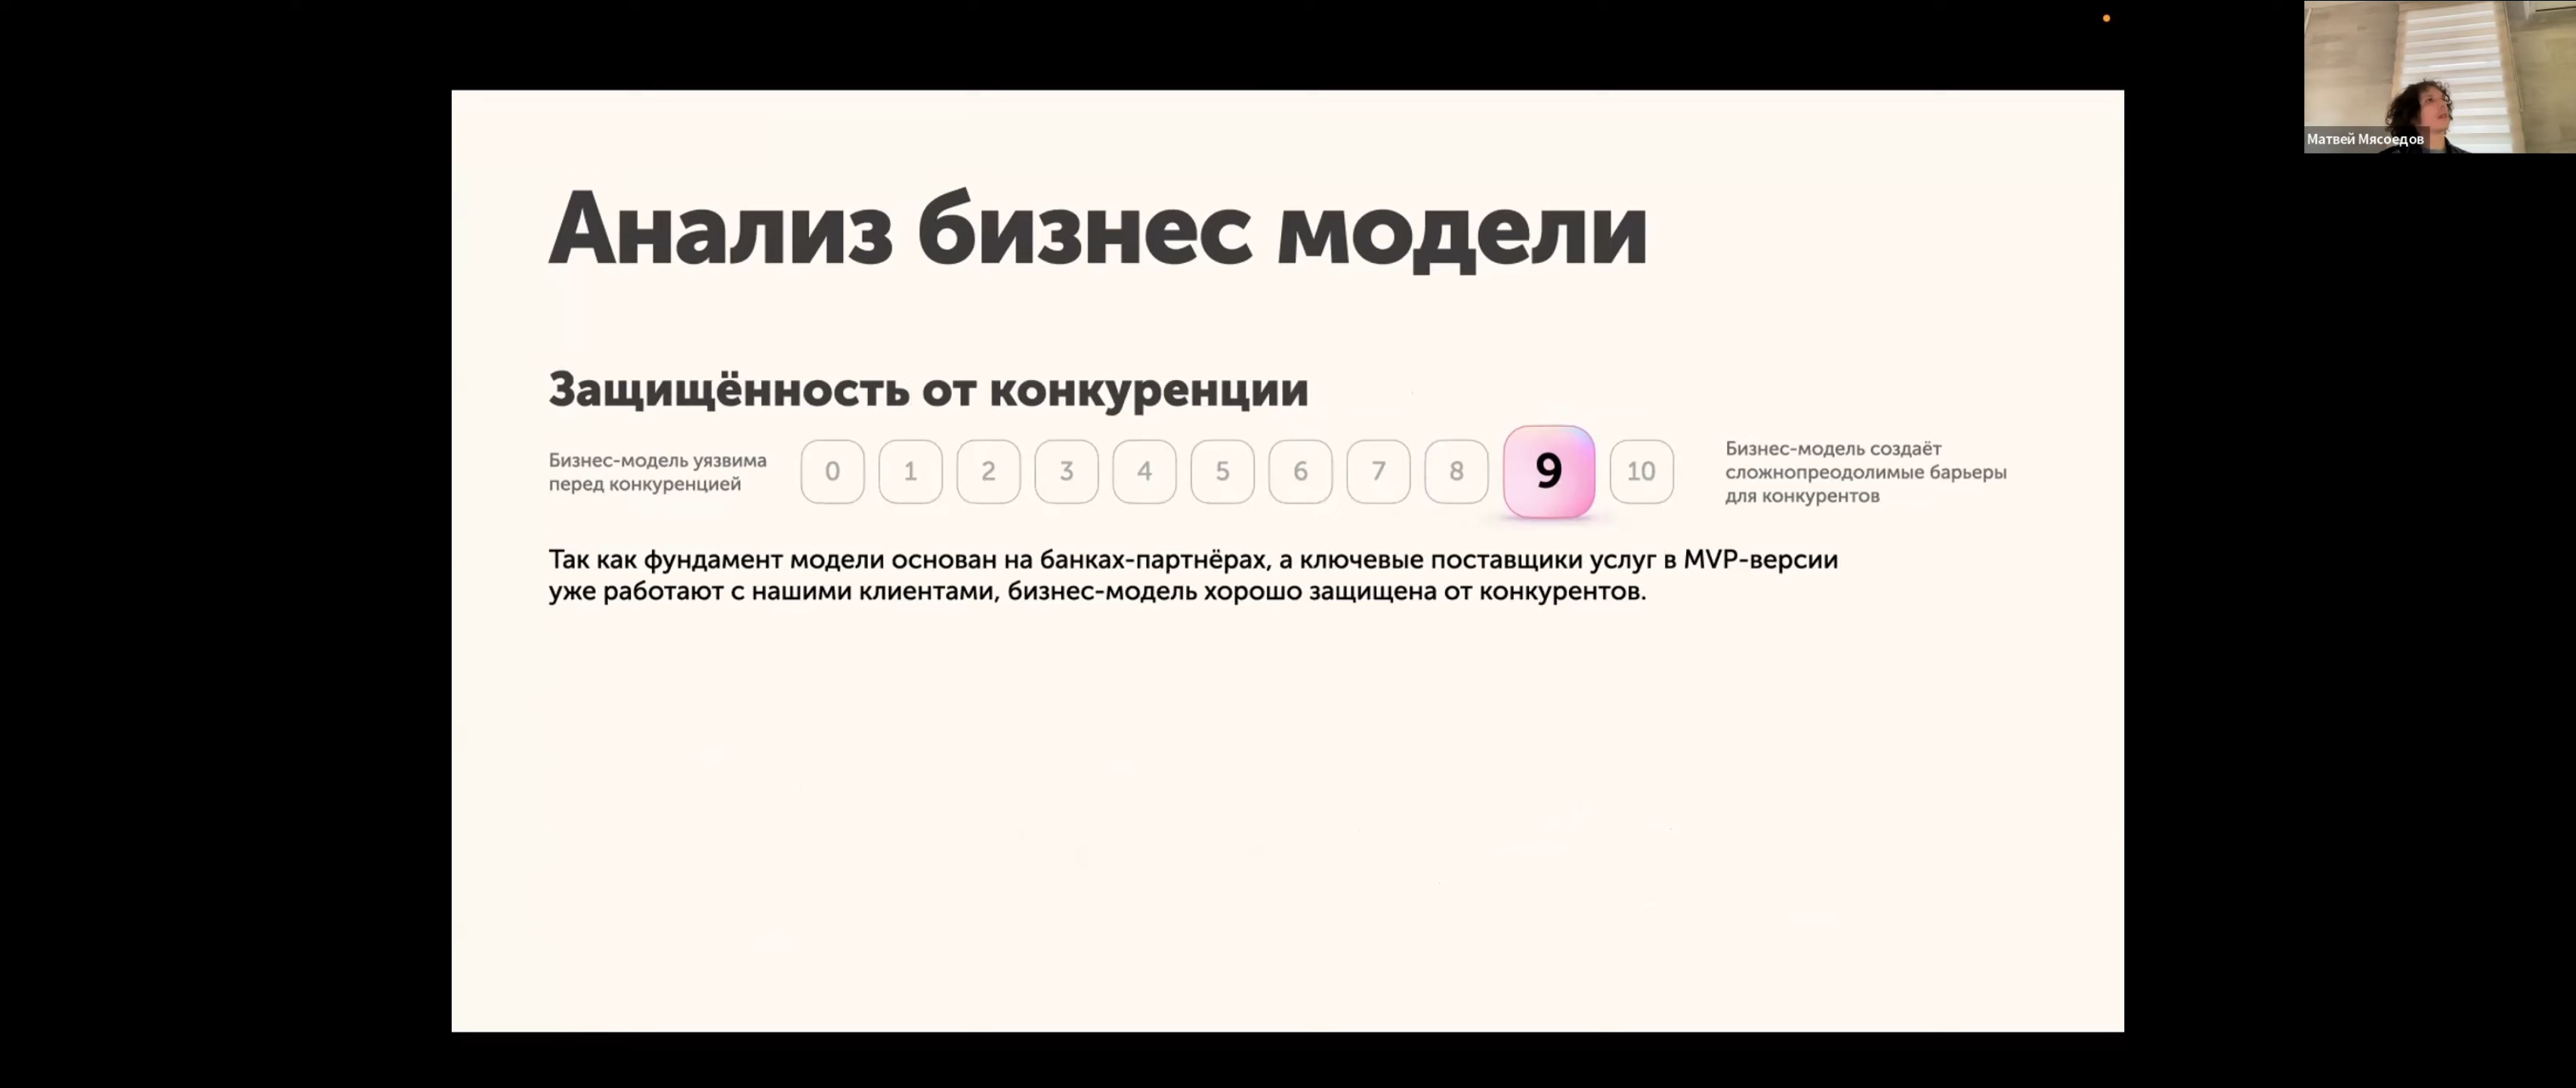 Матвей Мясоедов
Анализ бизнес модели
Защищённость от конкуренции
Бизнес-модель уязвима
перед конкуренцией
0 1 2 3 4 5 6 7 8 9 10
Бизнес-модель создаёт
сложнопреодолимые барьеры
для конкурентов
Так как фундамент модели основан на банках-партнёрах, а ключевые поставщики услуг в MVP-версии
уже работают с нашими клиентами, бизнес-модель хорошо защищена от конкурентов.